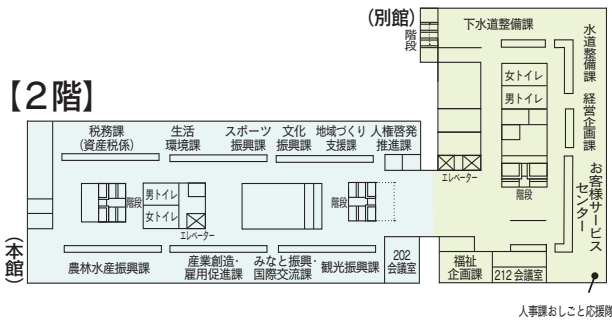 (別館)
階段
下水道整備課
水道整備課
経営企画課
お客様サービス
センター
女トイレ
男トイレ
エレベーター
階段
福祉
企画課
212会議室
人事課おしごと応援隊
【2階】
税務課
(資産税係)
生活
環境課
スポーツ
振興課
文化
振興課
地域づくり
支援課
人権啓発
推進課
階段
男トイレ
女トイレ
エレベーター
階段
(本館)
農林水産振興課
産業創造・
雇用促進課
みなと振興・
国際交流課
観光振興課
202
会議室